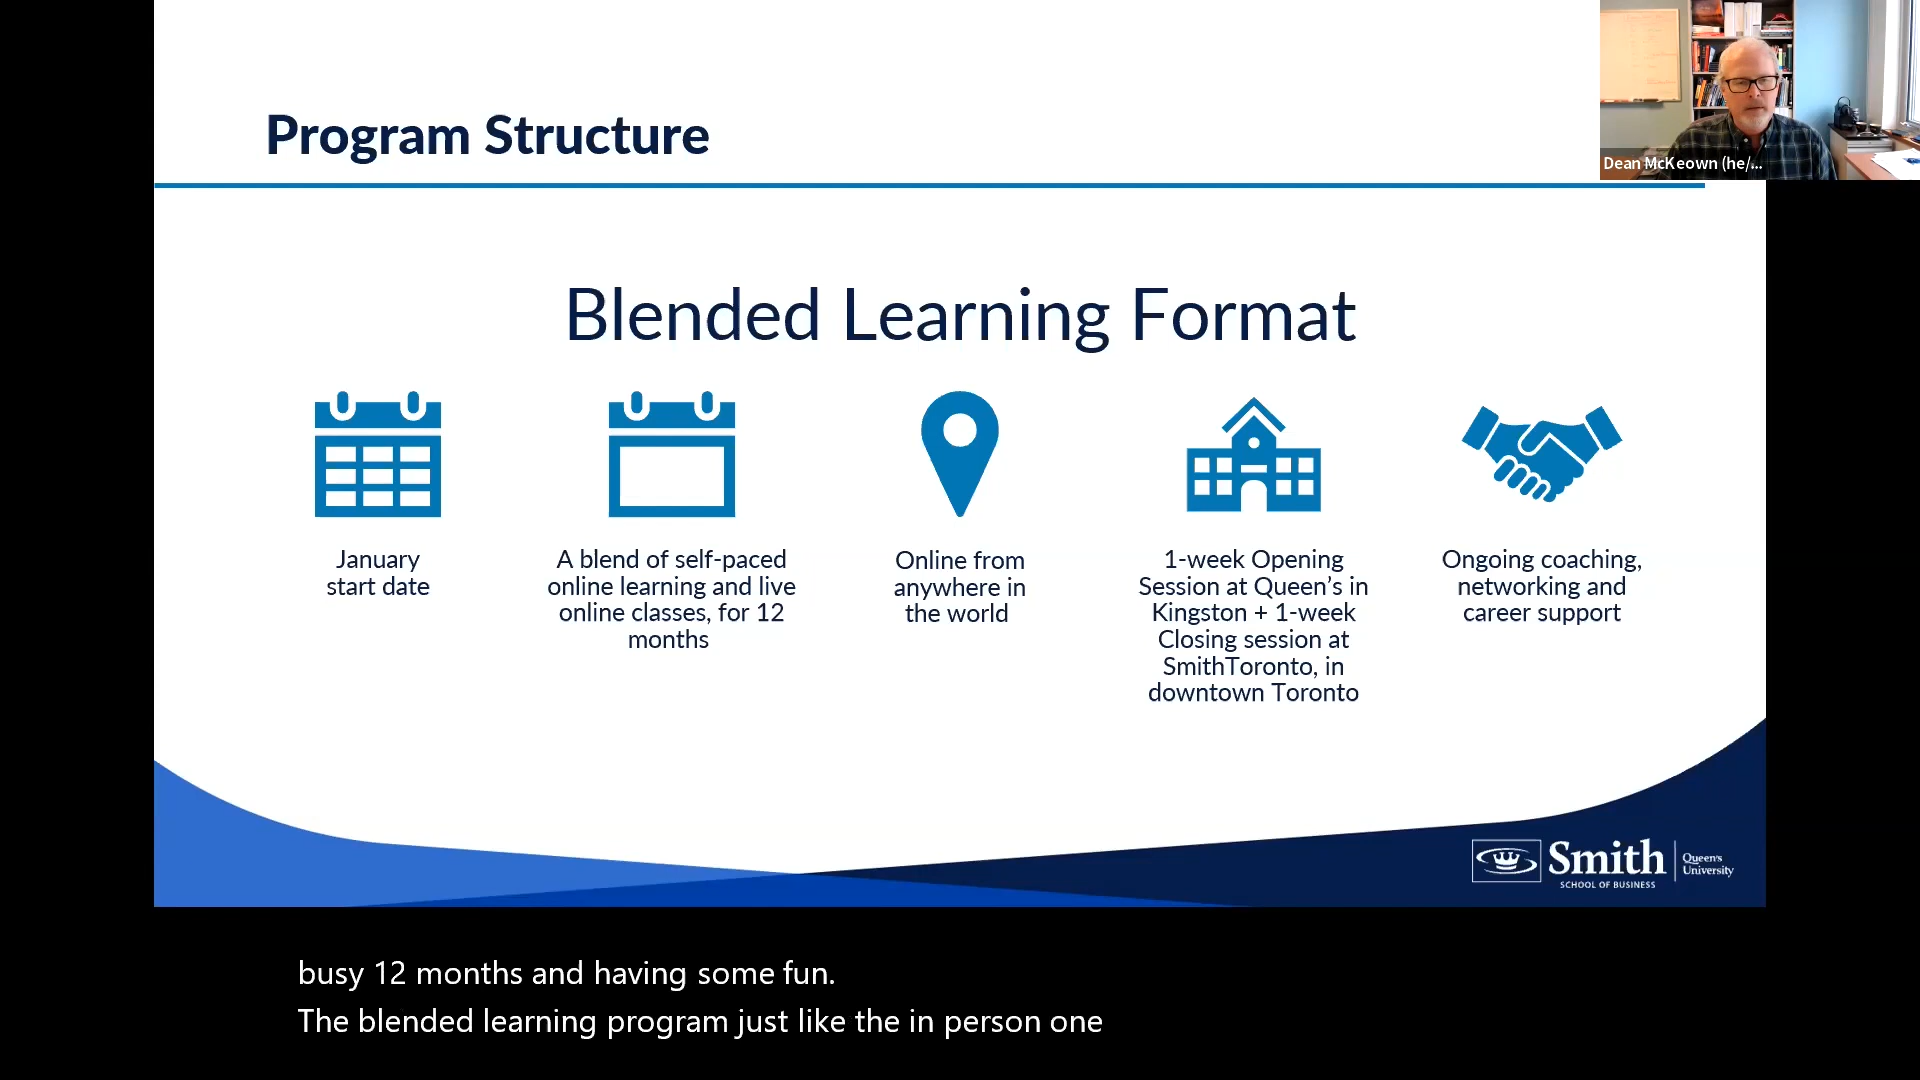 Dean McKeown (he/...
Program Structure
Blended Learning Format
January
start date
A blend of self-paced
online learning and live
online classes, for 12
months
Online from
anywhere in
the world
1-week Opening
Session at Queen's in
Kingston + 1-week
Closing session at
SmithToronto, in
downtown Toronto
Ongoing coaching,
networking and
career support
Smith
SCHOOL OF BUSINESS
Queen's
University
busy 12 months and having some fun.
The blended learning program just like the in person one